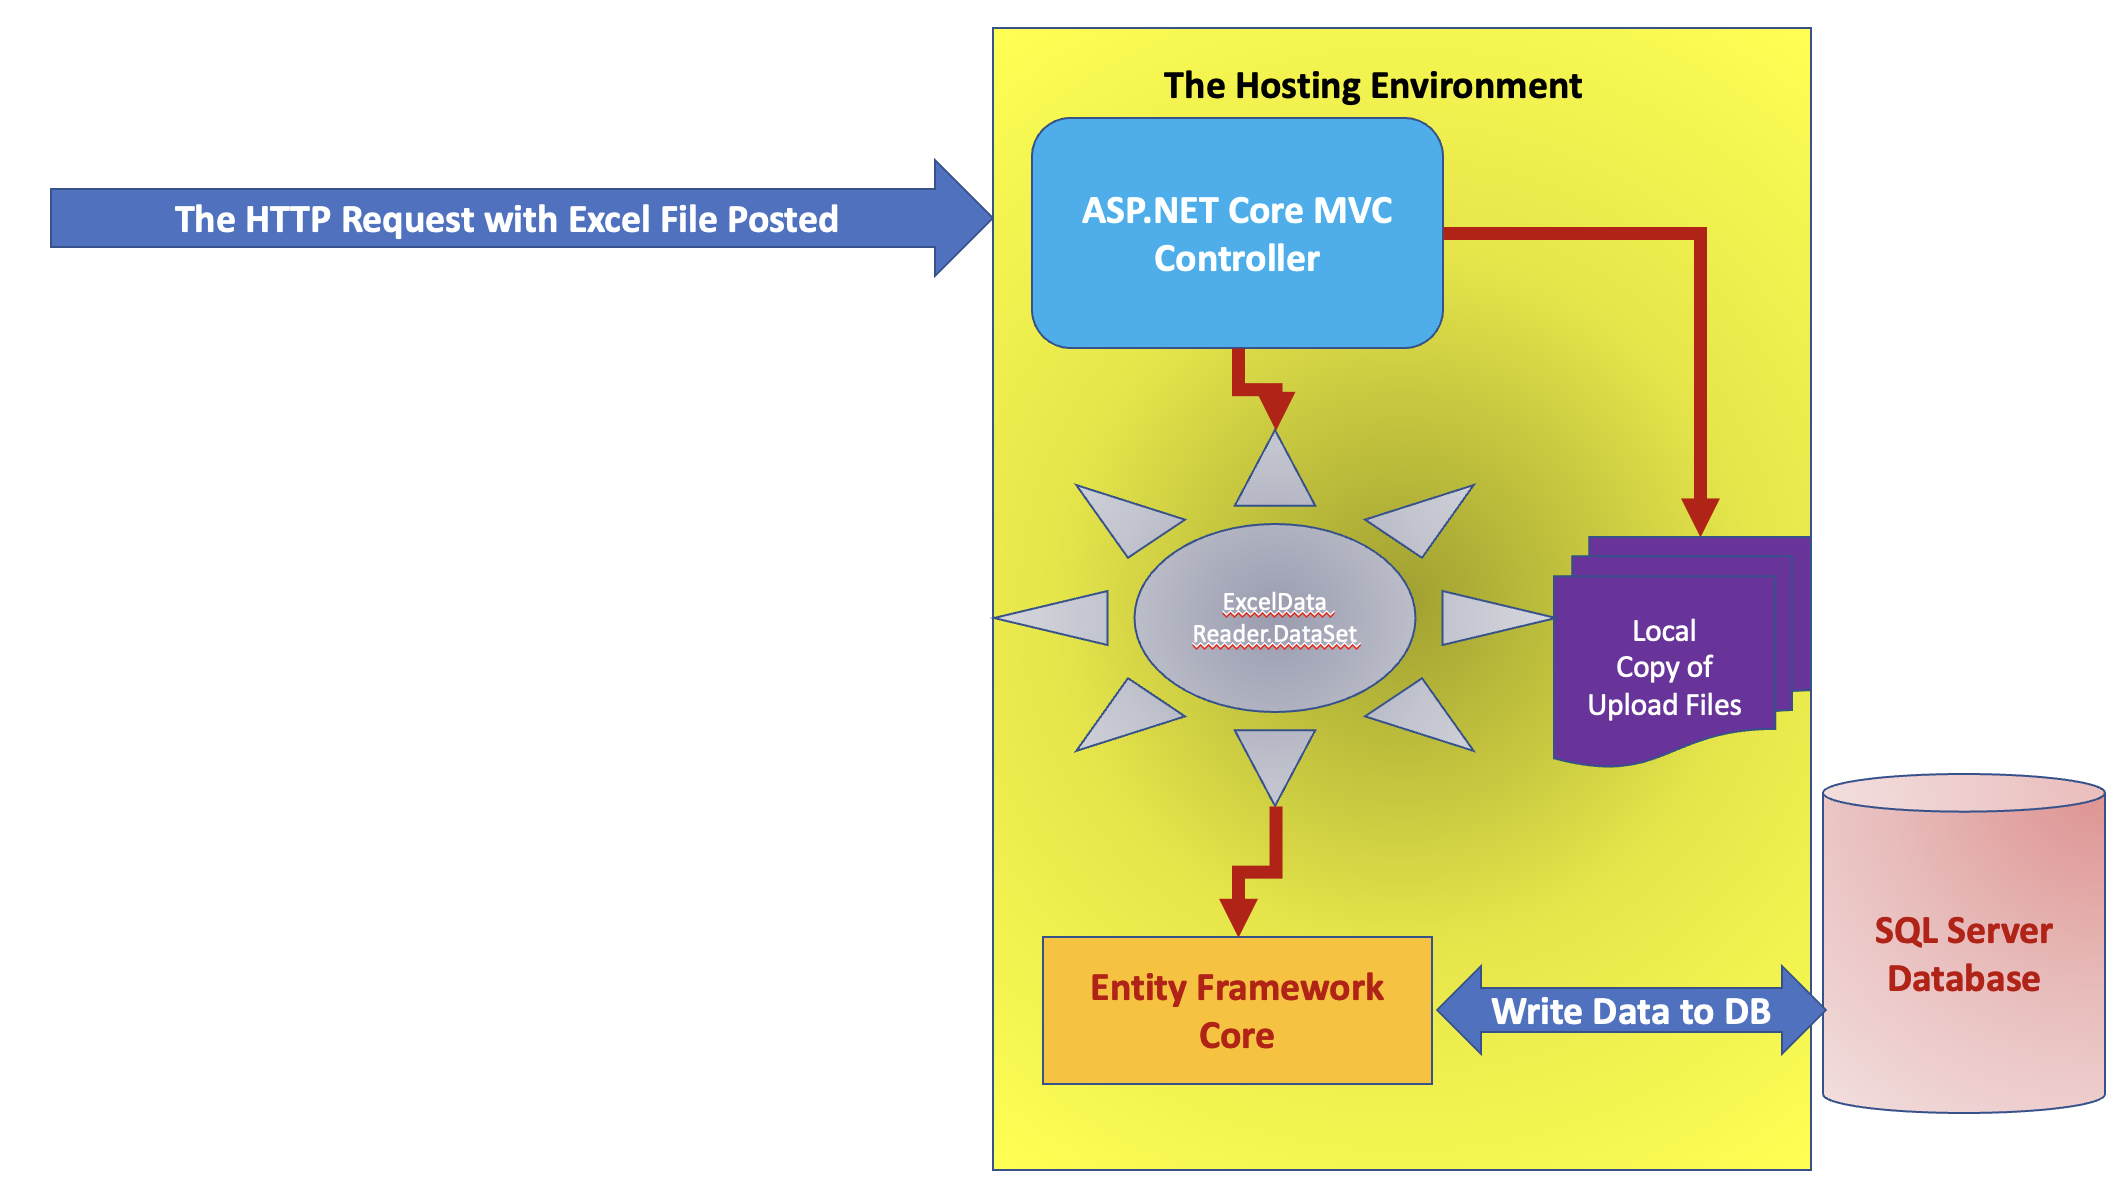 The Hosting Environment
The HTTP Request with Excel File Posted
ASP.NET Core MVC
Controller
ExcelData
Reader.DataSet
Local
Copy of
Upload Files
SQL Server
Database
Entity Framework
Core
Write Data to DB